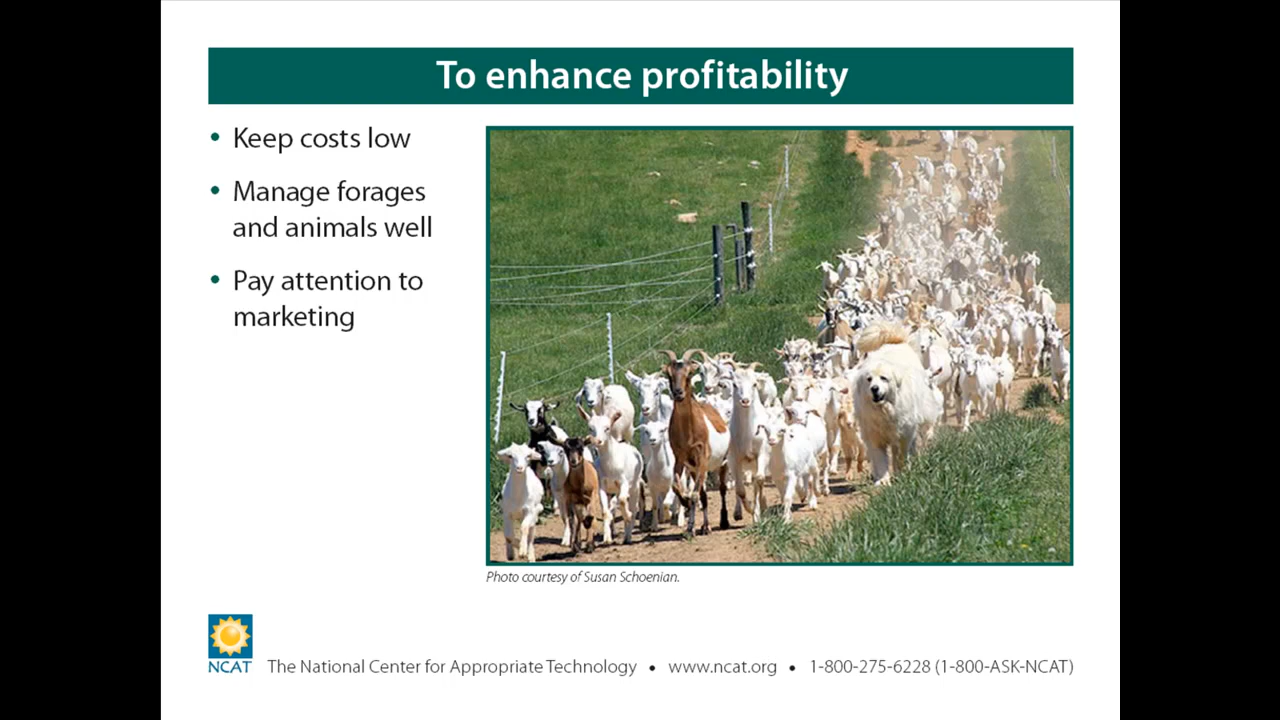 To enhance profitability
• Keep costs low
• Manage forages
and animals well
• Pay attention to
marketing
Photo courtesy of Susan Schoenian.
NCAT
The National Center for Appropriate Technology • www.ncat.org • 1-800-275-6228 (1-800-ASK-NCAT)